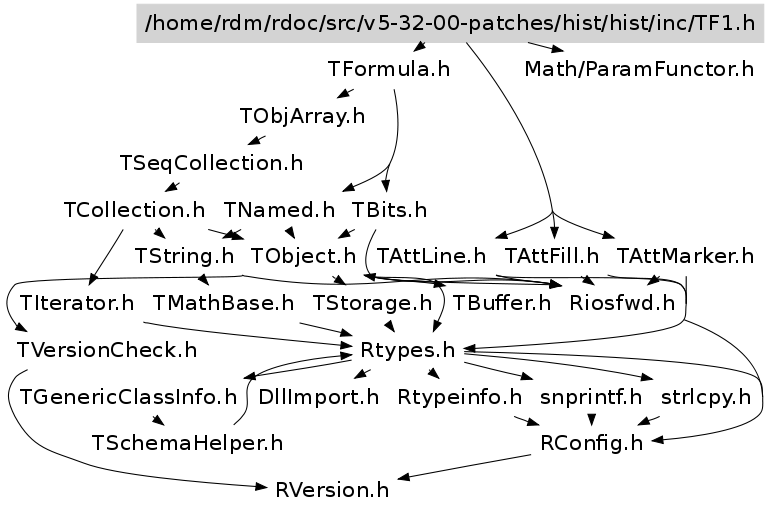 /home/rdm/rdoc/src/v5-32-00-patches/hist/hist/inc/TF1.h
TFormula.h
Math/ParamFunctor.h
TObjArray.h
TSeqCollection.h
TCollection.h
TNamed.h
TBits.h
TString.h
TObject.h
TAttLine.h
TAttFill.h
TAttMarker.h
TIterator.h
TMathBase.h
TStorage.h
TBuffer.h
Riosfwd.h
TVersionCheck.h
Rtypes.h
TGenericClassInfo.h
DllImport.h
Rtypeinfo.h
snprintf.h
strlcpy.h
TSchemaHelper.h
RConfig.h
RVersion.h